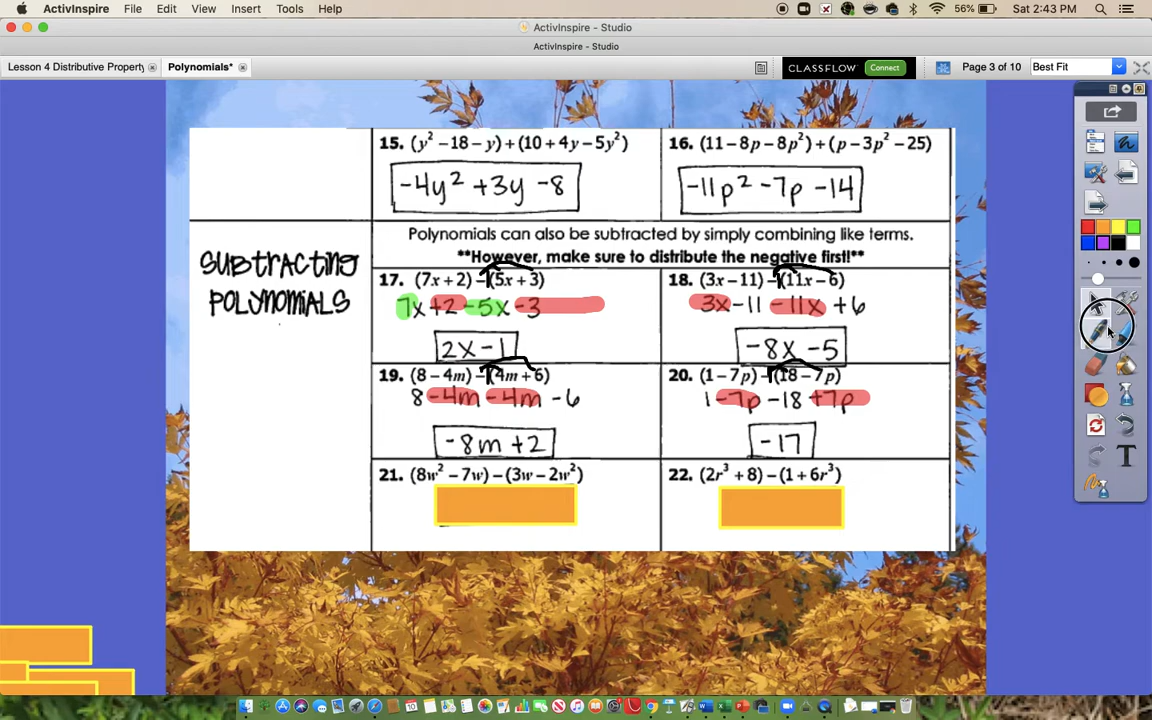 ActivInspire File Edit View Insert Tools Help 56% Sat 2:43 PM
ActivInspire - Studio
ActivInspire - Studio
Lesson 4 Distributive Property Polynomials* CLASSFLOW Connect Page 3 of 10 Best Fit
15. (y² −18 − y) + (10 + 4y − 5y²) 16. (11 − 8p − 8p²) + (p − 3p² − 25)
-4y² +3y -8 -11p² -7p -14
Polynomials can also be subtracted by simply combining like terms.
**However, make sure to distribute the negative first!**
SUBTRACTING
POLYNOMIALS
17. (7x + 2) − (5x + 3) 18. (3x − 11) − (11x − 6)
7x +2 -5x -3 3x -11 -11x +6
2x -1 -8x -5
19. (8 − 4m) − (4m + 6) 20. (1 − 7p) − (18 − 7p)
8 -4m -4m -6 1 -7p -18 +7p
-8m +2 -17
21. (8w² − 7w) − (3w − 2w²) 22. (2r³ + 8) − (1 + 6r³)
T